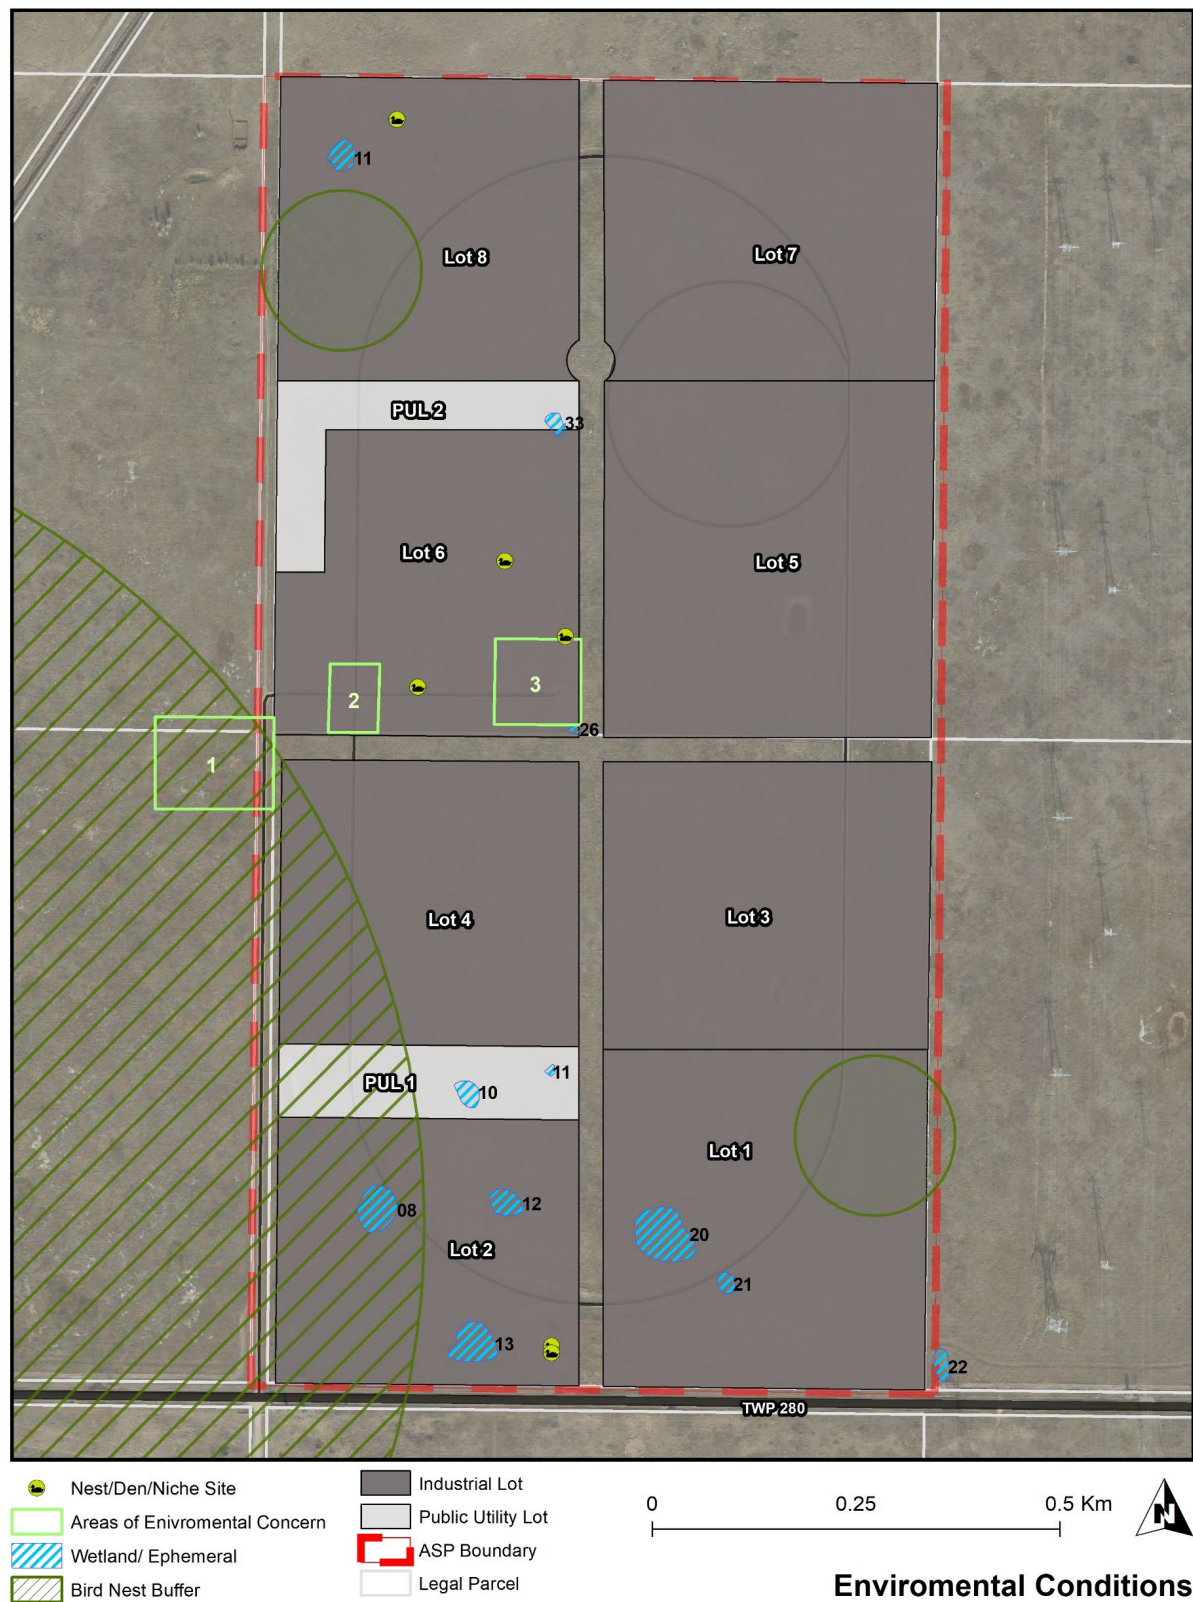 11
Lot 8
Lot 7
PUL 2
33
Lot 6
Lot 5
3
2
26
1
Lot 4
Lot 3
11
PUL 1
10
Lot 1
08
12
20
Lot 2
21
13
22
TWP 280
Nest/Den/Niche Site
Areas of Enivromental Concern
Wetland/ Ephemeral
Bird Nest Buffer
Industrial Lot
Public Utility Lot
ASP Boundary
Legal Parcel
0 0.25 0.5 Km
N
Enviromental Conditions